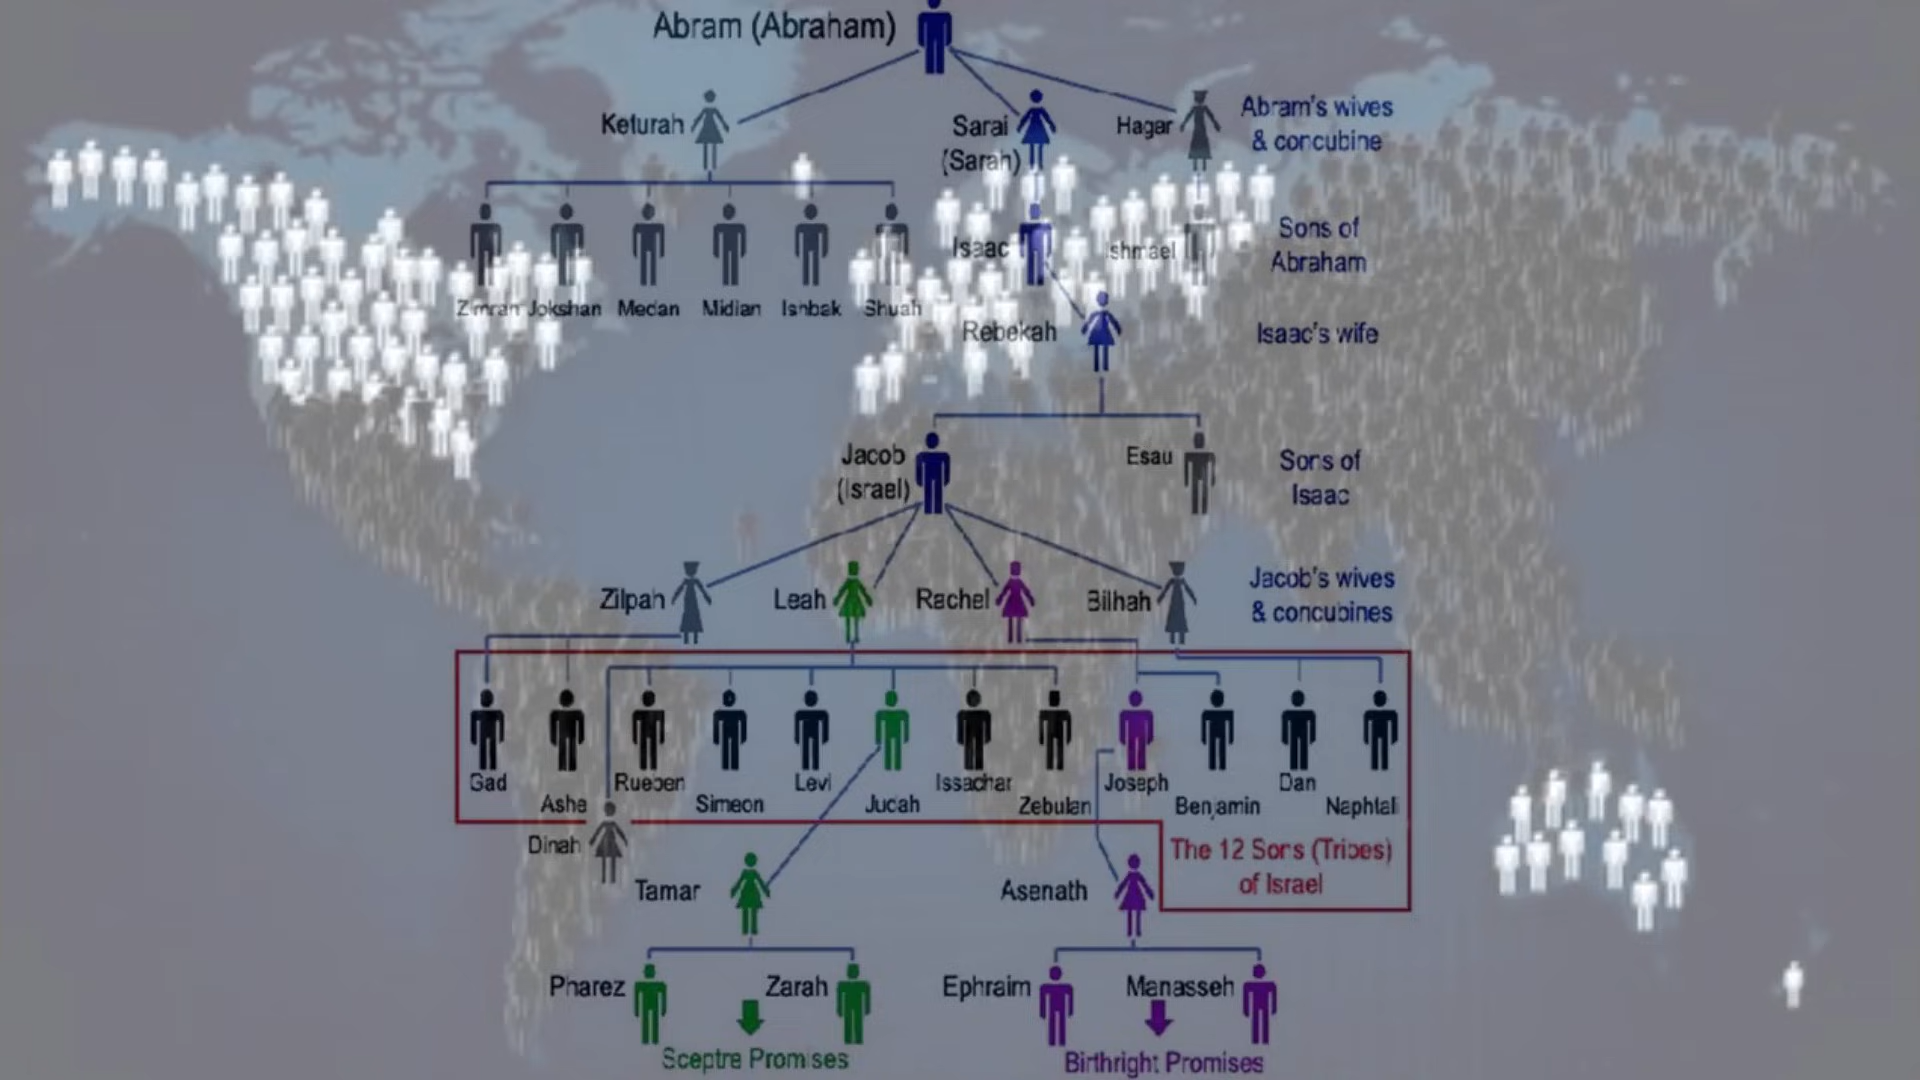 Abram (Abraham)
Keturah
Sarai
(Sarah)
Hagar
Abram's wives
& concubine
Zimran
Jokshan
Medan
Midian
Ishbak
Shuah
Isaac
Ishmael
Sons of
Abraham
Rebekah
Isaac's wife
Jacob
(Israel)
Esau
Sons of
Isaac
Zilpah
Leah
Rachel
Bilhah
Jacob's wives
& concubines
Gad
Ashe
Rueben
Simeon
Levi
Judah
Issachar
Zebulan
Joseph
Benjamin
Dan
Naphtali
Dinah
The 12 Sons (Tribes)
of Israel
Tamar
Asenath
Pharez
Zarah
Ephraim
Manasseh
Sceptre Promises
Birthright Promises